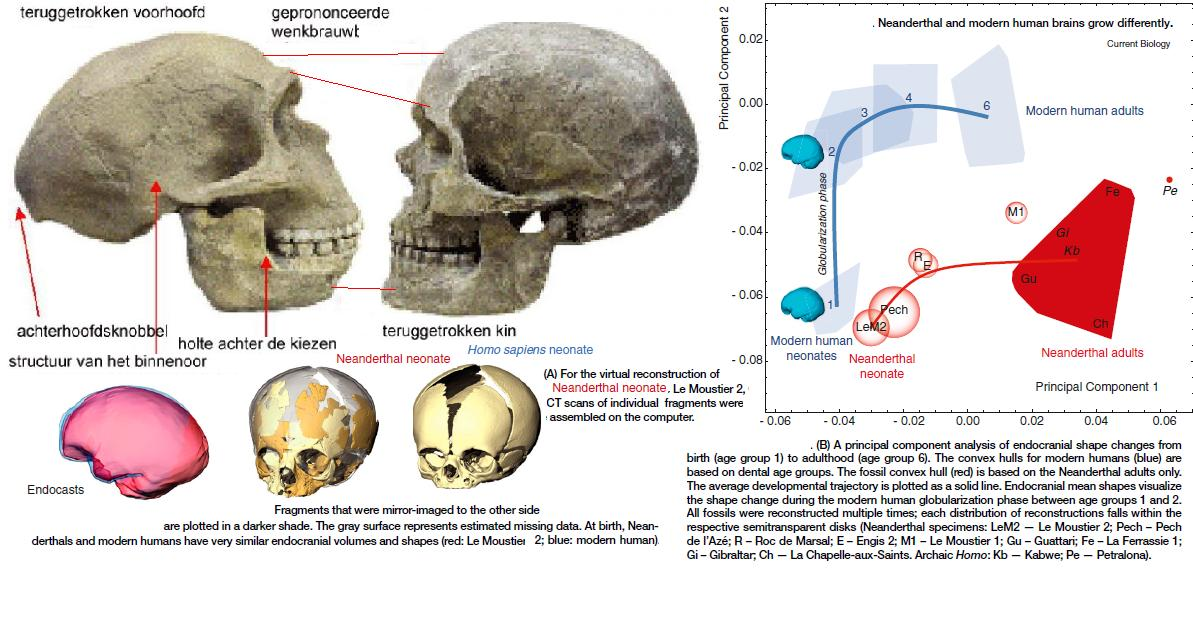 teruggetrokken voorhoofd
geprononceerde
wenkbrauwt
achterhoofdsknobbel
structuur van het binnenoor
holte achter de kiezen
teruggetrokken kin
Neanderthal neonate
Homo sapiens neonate
(A) For the virtual reconstruction of
Neanderthal neonate, Le Moustier 2,
CT scans of individual fragments were
assembled on the computer.
Endocasts
Fragments that were mirror-imaged to the other side
are plotted in a darker shade. The gray surface represents estimated missing data. At birth, Nean-
derthals and modern humans have very similar endocranial volumes and shapes (red: Le Moustier 2; blue: modern human)
. Neanderthal and modern human brains grow differently.
Current Biology
Principal Component 2
0.02
0.00
- 0.02
- 0.04
- 0.06
- 0.08
Modern human adults
6
4
3
2
1
Globularization phase
Pe
Fe
M1
Gl
Kb
R
E
Gu
Pech
LeM2
Ch
Modern human
neonates
Neanderthal
neonate
Neanderthal adults
Principal Component 1
- 0.06
- 0.04
- 0.02
0.00
0.02
0.04
0.06
. (B) A principal component analysis of endocranial shape changes from
birth (age group 1) to adulthood (age group 6). The convex hulls for modern humans (blue) are
based on dental age groups. The fossil convex hull (red) is based on the Neanderthal adults only.
The average developmental trajectory is plotted as a solid line. Endocranial mean shapes visualize
the shape change during the modern human globularization phase between age groups 1 and 2.
All fossils were reconstructed multiple times; each distribution of reconstructions falls within the
respective semitransparent disks (Neanderthal specimens: LeM2 — Le Moustier 2; Pech – Pech
de l'Azé; R – Roc de Marsal; E – Engis 2; M1 – Le Moustier 1; Gu – Guattari; Fe – La Ferrassie 1;
Gi – Gibraltar; Ch — La Chapelle-aux-Saints. Archaic Homo: Kb — Kabwe; Pe — Petralona).